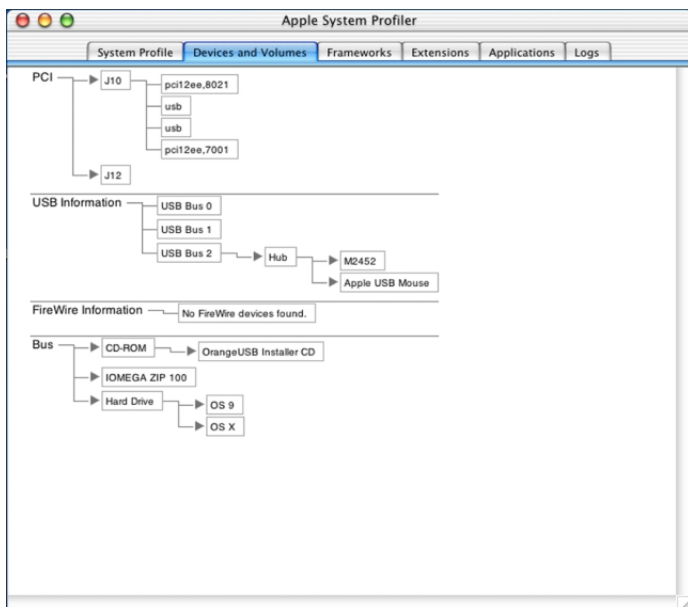 Apple System Profiler
System Profile Devices and Volumes Frameworks Extensions Applications Logs
PCI J10 pci12ee,8021
usb
usb
pci12ee,7001
J12
USB Information USB Bus 0
USB Bus 1
USB Bus 2 Hub M2452
Apple USB Mouse
FireWire Information No FireWire devices found.
Bus CD-ROM OrangeUSB Installer CD
IOMEGA ZIP 100
Hard Drive OS 9
OS X